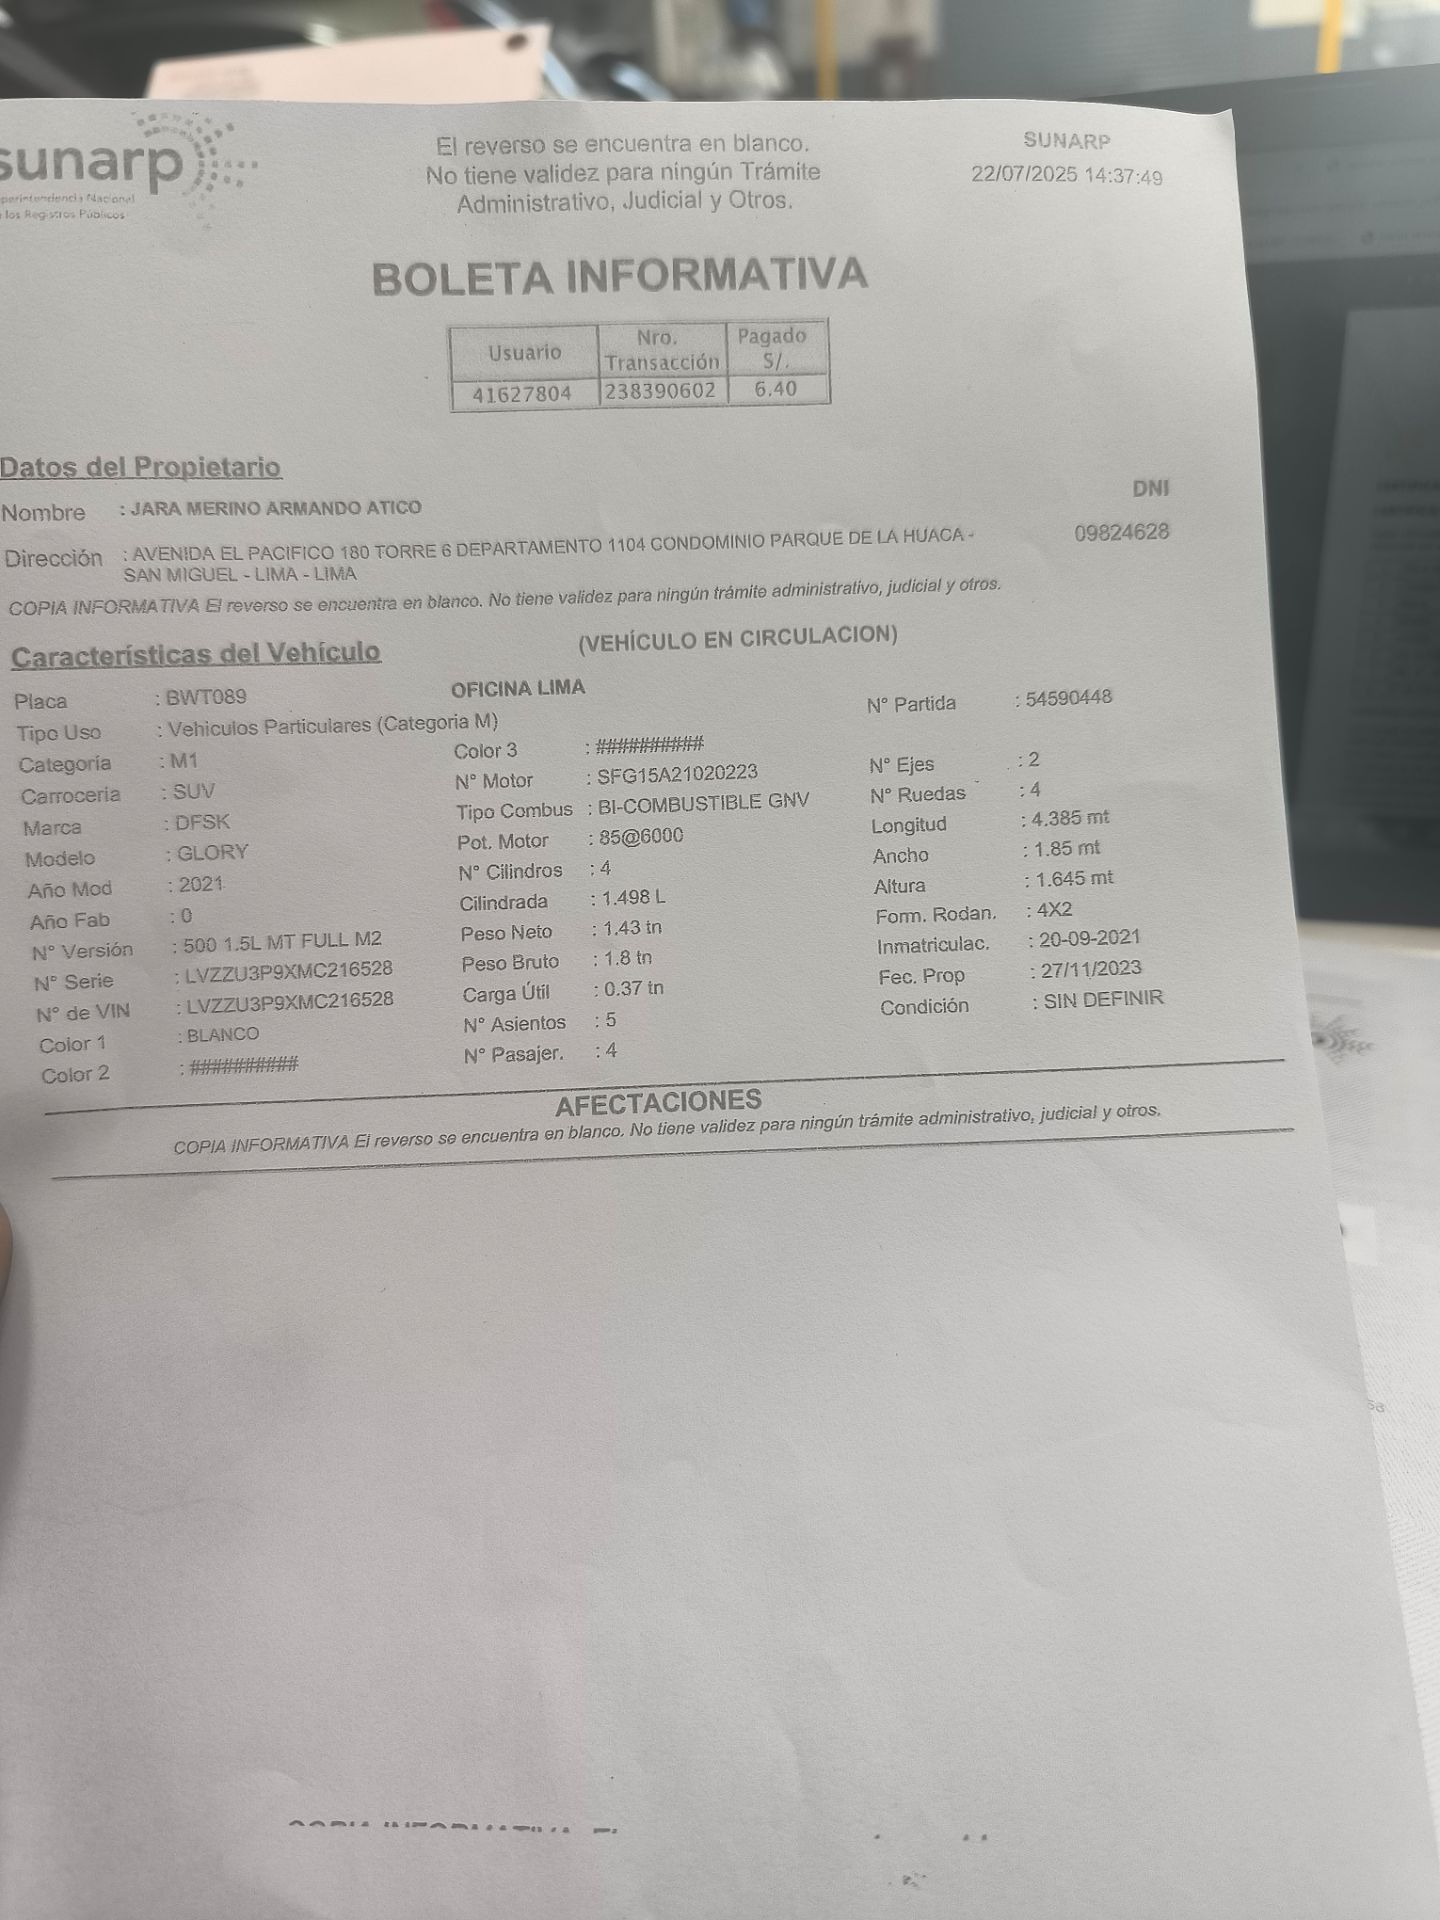 sunarp
perintendencia Nacional
los Registros Públicos
El reverso se encuentra en blanco.
No tiene validez para ningún Trámite
Administrativo, Judicial y Otros.
SUNARP
22/07/2025 14:37:49
BOLETA INFORMATIVA
Usuario Nro. Transacción Pagado S/.
41627804 238390602 6.40
Datos del Propietario
DNI
Nombre : JARA MERINO ARMANDO ATICO
09824628
Dirección : AVENIDA EL PACIFICO 180 TORRE 6 DEPARTAMENTO 1104 CONDOMINIO PARQUE DE LA HUACA -
SAN MIGUEL - LIMA - LIMA
COPIA INFORMATIVA El reverso se encuentra en blanco. No tiene validez para ningún trámite administrativo, judicial y otros.
Características del Vehículo (VEHÍCULO EN CIRCULACION)
Placa : BWT089 OFICINA LIMA N° Partida : 54590448
Tipo Uso : Vehiculos Particulares (Categoria M)
Categoría : M1 Color 3 : ########## N° Ejes : 2
Carrocería : SUV N° Motor : SFG15A21020223 N° Ruedas : 4
Marca : DFSK Tipo Combus : BI-COMBUSTIBLE GNV Longitud : 4.385 mt
Modelo : GLORY Pot. Motor : 85@6000 Ancho : 1.85 mt
Año Mod : 2021 N° Cilindros : 4 Altura : 1.645 mt
Año Fab : 0 Cilindrada : 1.498 L Form. Rodan. : 4X2
N° Versión : 500 1.5L MT FULL M2 Peso Neto : 1.43 tn Inmatriculac. : 20-09-2021
N° Serie : LVZZU3P9XMC216528 Peso Bruto : 1.8 tn Fec. Prop : 27/11/2023
N° de VIN : LVZZU3P9XMC216528 Carga Útil : 0.37 tn Condición : SIN DEFINIR
Color 1 : BLANCO N° Asientos : 5
Color 2 : ########## N° Pasajer. : 4
AFECTACIONES
COPIA INFORMATIVA El reverso se encuentra en blanco. No tiene validez para ningún trámite administrativo, judicial y otros.